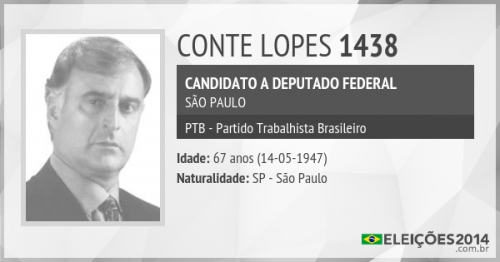 CONTE LOPES 1438
CANDIDATO A DEPUTADO FEDERAL
SÃO PAULO
PTB - Partido Trabalhista Brasileiro
Idade: 67 anos (14-05-1947)
Naturalidade: SP - São Paulo
ELEIÇÕES2014
.com.br